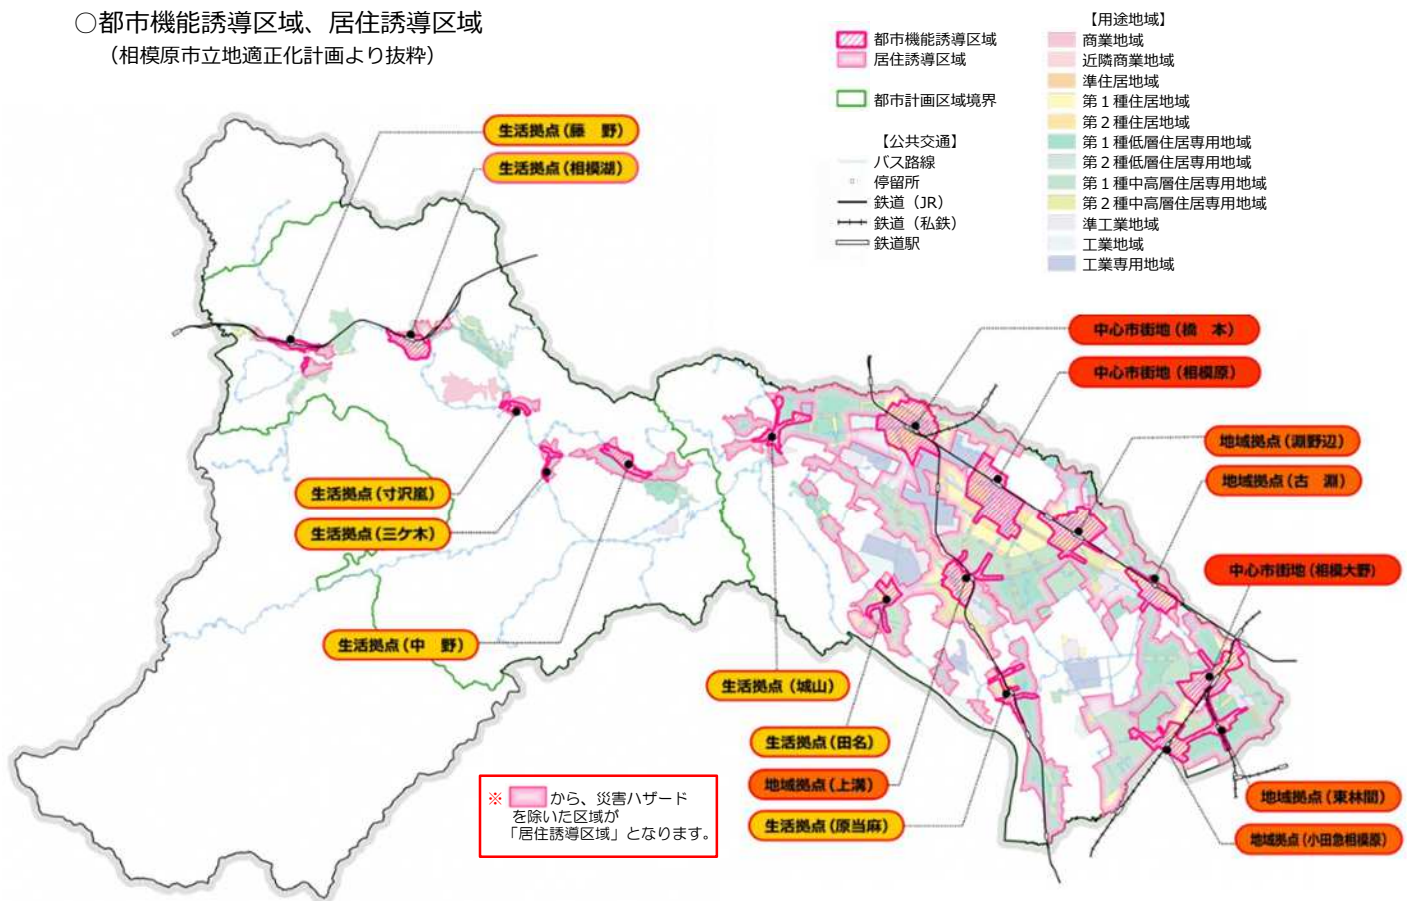 ○都市機能誘導区域、居住誘導区域
（相模原市立地適正化計画より抜粋）
都市機能誘導区域
居住誘導区域
都市計画区域境界
【公共交通】
バス路線
停留所
鉄道（JR）
鉄道（私鉄）
鉄道駅
【用途地域】
商業地域
近隣商業地域
準住居地域
第１種住居地域
第２種住居地域
第１種低層住居専用地域
第２種低層住居専用地域
第１種中高層住居専用地域
第２種中高層住居専用地域
準工業地域
工業地域
工業専用地域
生活拠点（藤　野）
生活拠点（相模湖）
中心市街地（橋　本）
中心市街地（相模原）
地域拠点（淵野辺）
地域拠点（古　淵）
生活拠点（寸沢嵐）
生活拠点（三ケ木）
中心市街地（相模大野）
生活拠点（中　野）
生活拠点（城山）
生活拠点（田名）
地域拠点（上溝）
生活拠点（原当麻）
地域拠点（東林間）
地域拠点（小田急相模原）
※　　から、災害ハザード
を除いた区域が
「居住誘導区域」となります。